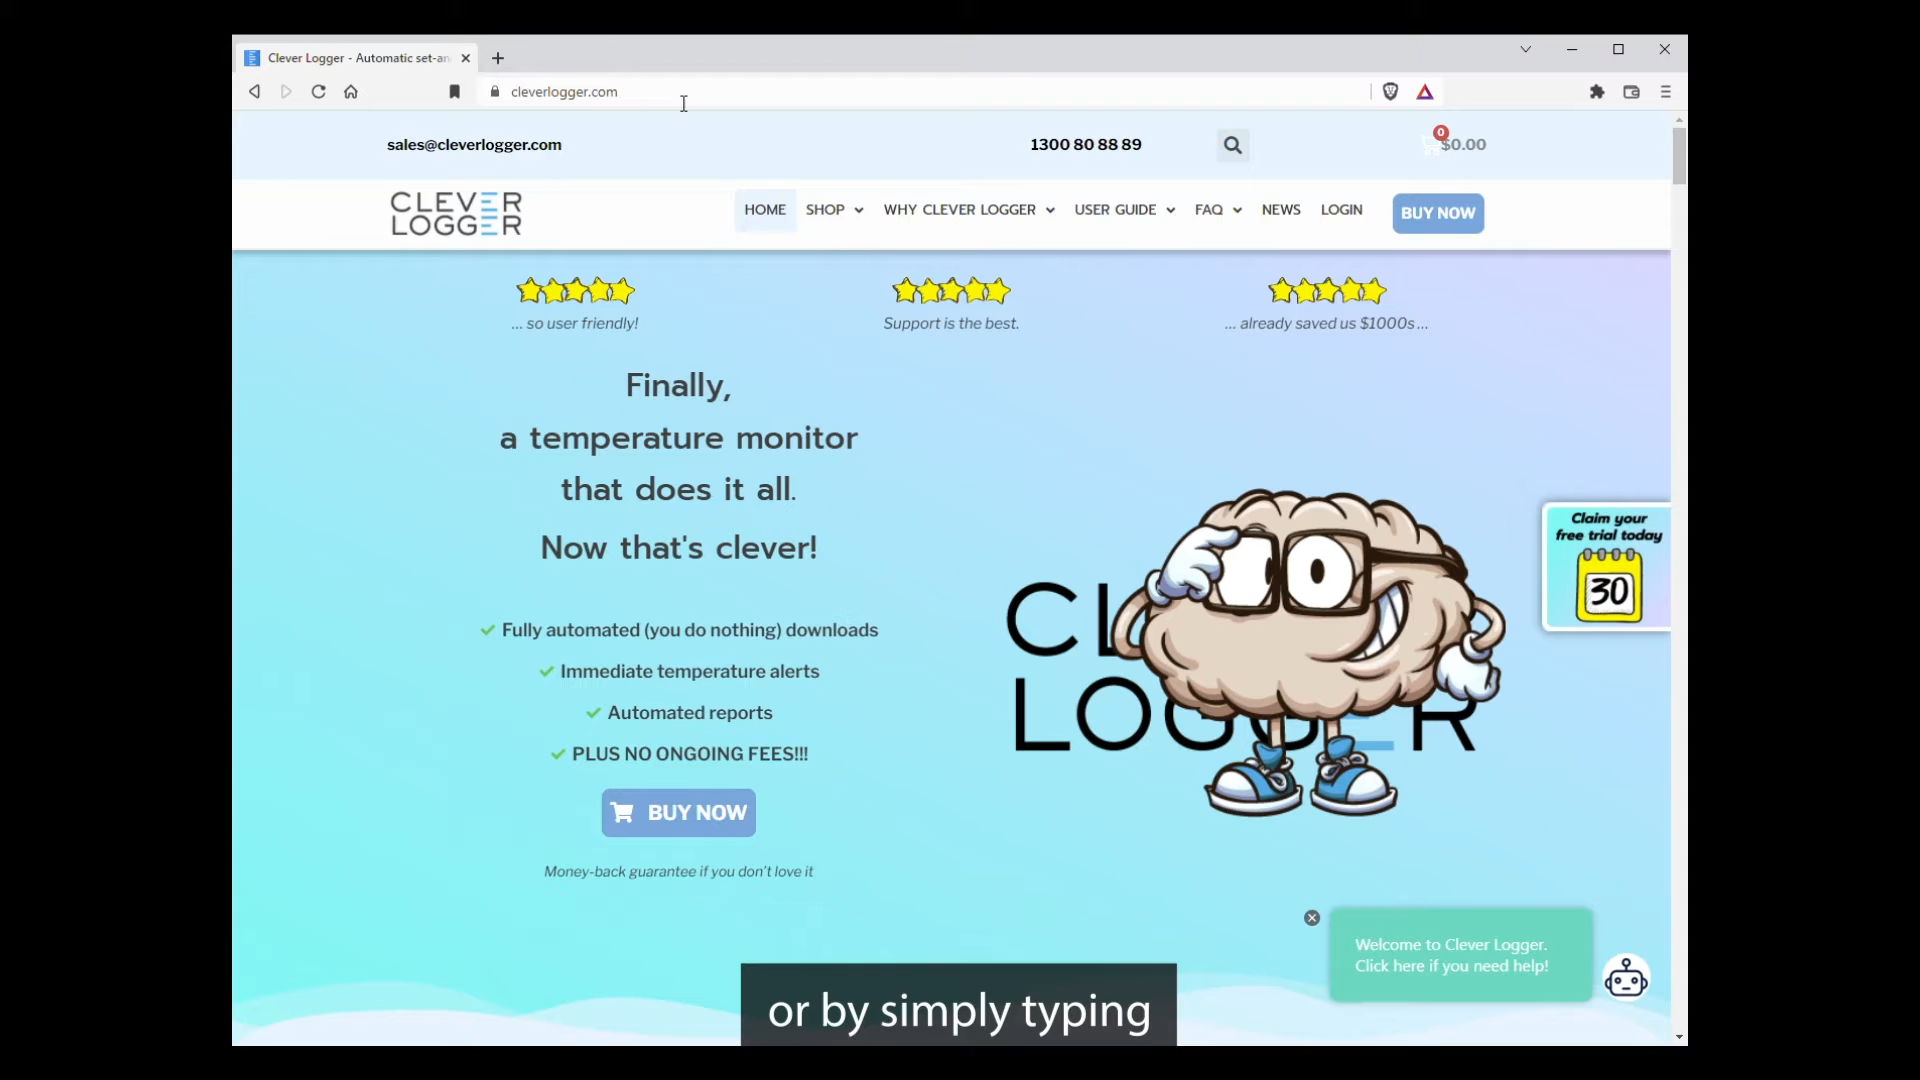 Clever Logger - Automatic set-an
cleverlogger.com
sales@cleverlogger.com
1300 80 88 89
0
$0.00
CLEVER
LOGGER
HOME
SHOP
WHY CLEVER LOGGER
USER GUIDE
FAQ
NEWS
LOGIN
BUY NOW
... so user friendly!
Support is the best.
... already saved us $1000s ...
Finally,
a temperature monitor
that does it all.
Now that's clever!
Fully automated (you do nothing) downloads
Immediate temperature alerts
Automated reports
PLUS NO ONGOING FEES!!!
BUY NOW
Money-back guarantee if you don't love it
Claim your
free trial today
30
Welcome to Clever Logger.
Click here if you need help!
or by simply typing